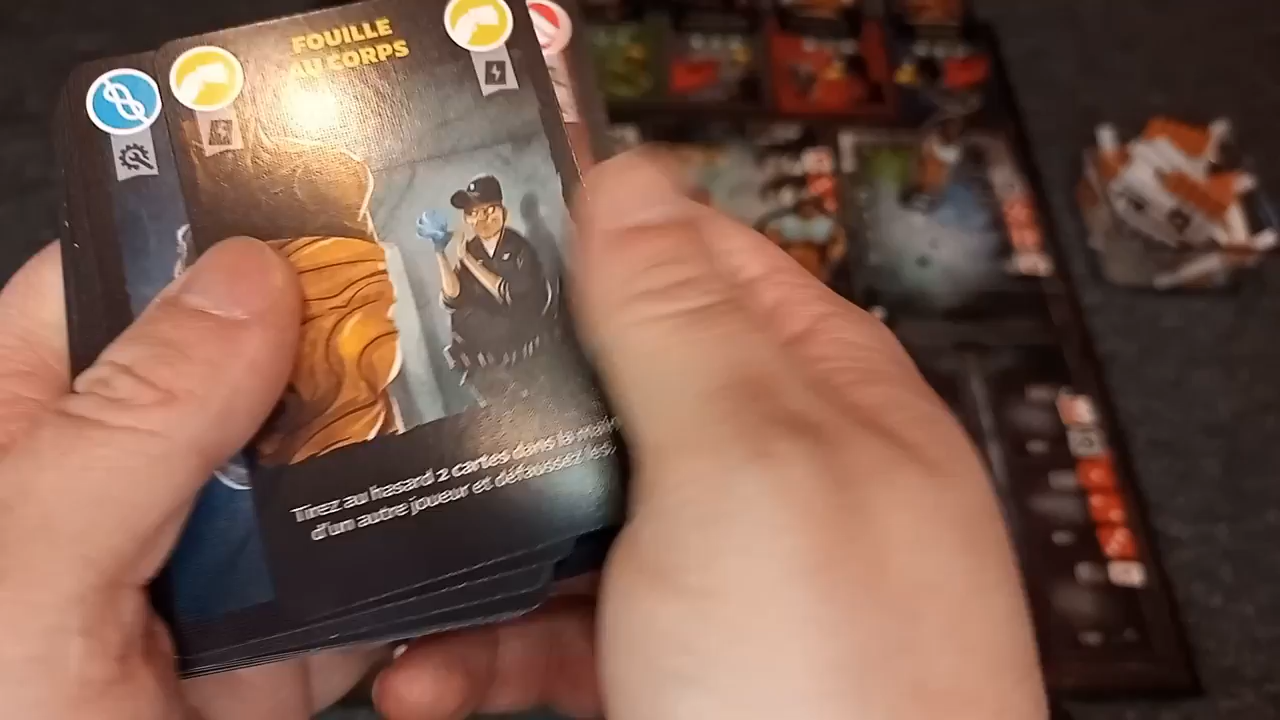 FOUILLE
AU CORPS
Tirez au hasard 2 cartes dans la main
d'un autre joueur et défaussez-les.